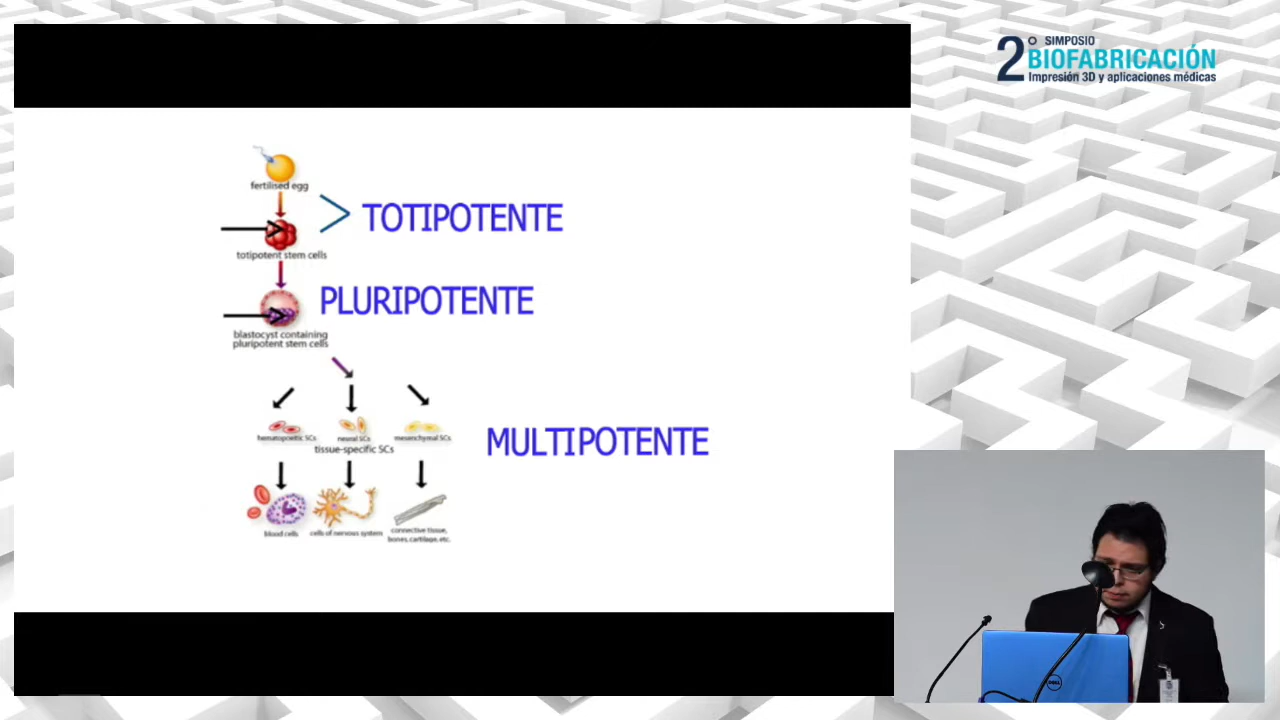 2° SIMPOSIO
BIOFABRICACIÓN
Impresión 3D y aplicaciones médicas
fertilised egg
TOTIPOTENTE
totipotent stem cells
PLURIPOTENTE
blastocyst containing
pluripotent stem cells
hematopoietic SCs
neural SCs
mesenchymal SCs
tissue-specific SCs
MULTIPOTENTE
blood cells
cells of nervous system
connective tissue,
bones, cartilage, etc.
DELL